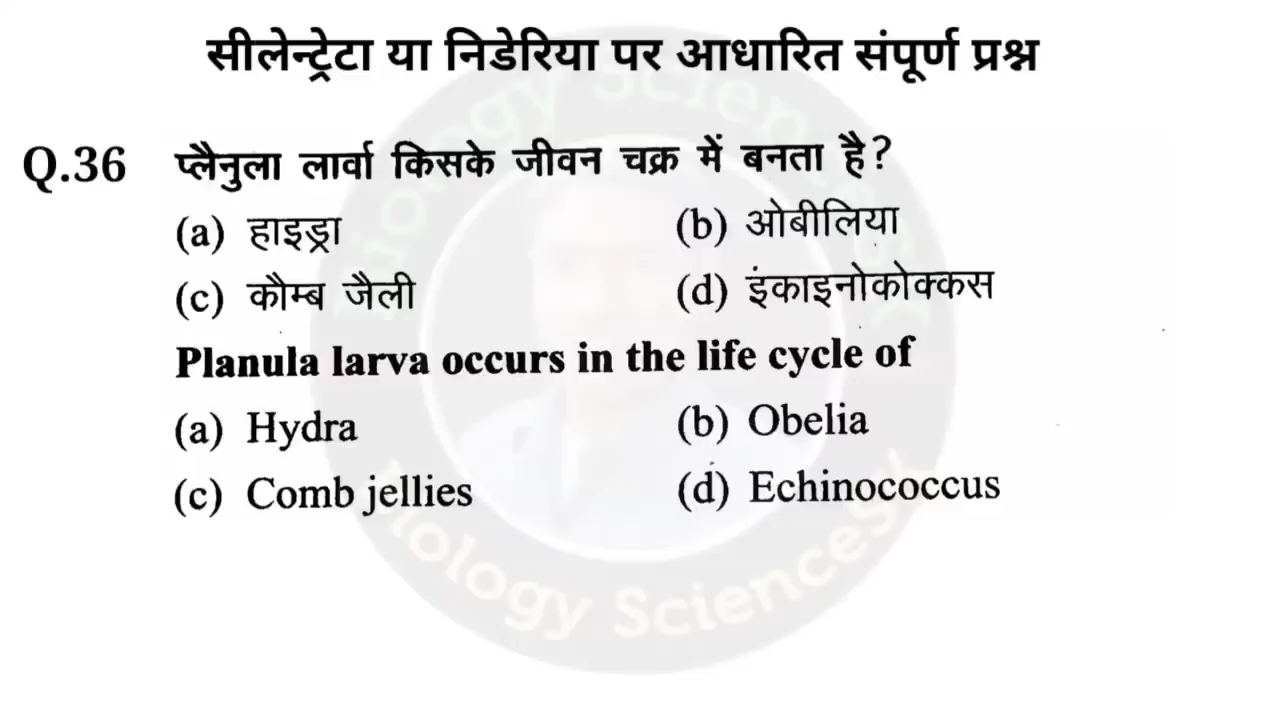 सीलेन्ट्रेटा या निडेरिया पर आधारित संपूर्ण प्रश्न
Q.36 प्लैनुला लार्वा किसके जीवन चक्र में बनता है?
(a) हाइड्रा (b) ओबीलिया
(c) कौम्ब जैली (d) इंकाइनोकोक्कस
Planula larva occurs in the life cycle of
(a) Hydra (b) Obelia
(c) Comb jellies (d) Echinococcus